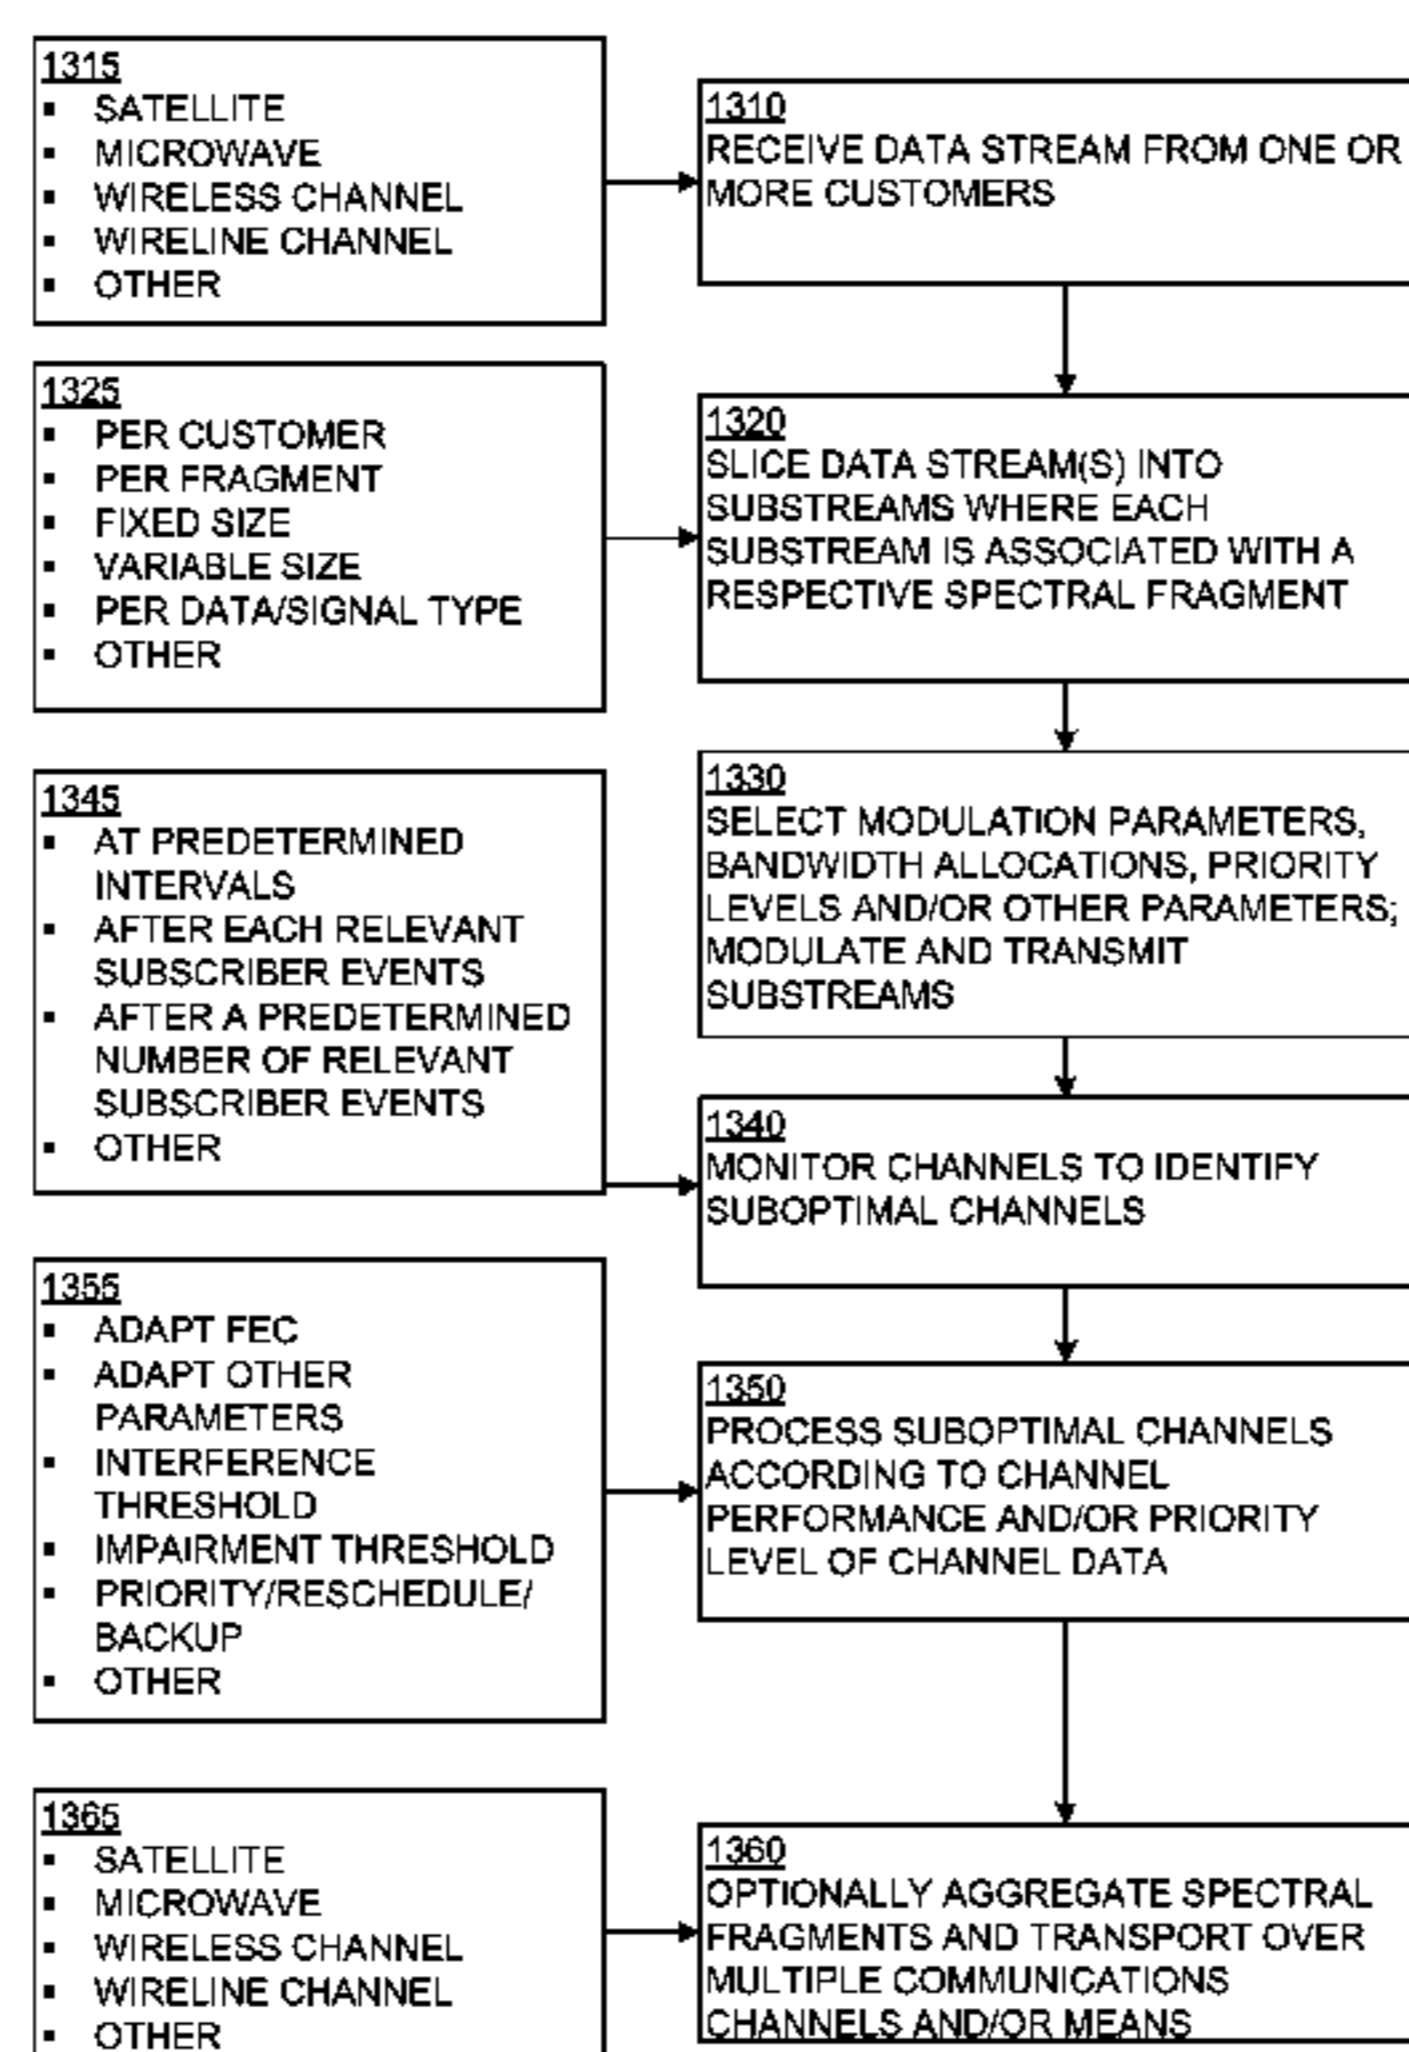 1315
▪ SATELLITE
▪ MICROWAVE
▪ WIRELESS CHANNEL
▪ WIRELINE CHANNEL
▪ OTHER
1310
RECEIVE DATA STREAM FROM ONE OR
MORE CUSTOMERS
1325
▪ PER CUSTOMER
▪ PER FRAGMENT
▪ FIXED SIZE
▪ VARIABLE SIZE
▪ PER DATA/SIGNAL TYPE
▪ OTHER
1320
SLICE DATA STREAM(S) INTO
SUBSTREAMS WHERE EACH
SUBSTREAM IS ASSOCIATED WITH A
RESPECTIVE SPECTRAL FRAGMENT
1330
SELECT MODULATION PARAMETERS,
BANDWIDTH ALLOCATIONS, PRIORITY
LEVELS AND/OR OTHER PARAMETERS;
MODULATE AND TRANSMIT
SUBSTREAMS
1345
▪ AT PREDETERMINED
INTERVALS
▪ AFTER EACH RELEVANT
SUBSCRIBER EVENTS
▪ AFTER A PREDETERMINED
NUMBER OF RELEVANT
SUBSCRIBER EVENTS
▪ OTHER
1340
MONITOR CHANNELS TO IDENTIFY
SUBOPTIMAL CHANNELS
1355
▪ ADAPT FEC
▪ ADAPT OTHER
PARAMETERS
▪ INTERFERENCE
THRESHOLD
▪ IMPAIRMENT THRESHOLD
▪ PRIORITY/RESCHEDULE/
BACKUP
▪ OTHER
1350
PROCESS SUBOPTIMAL CHANNELS
ACCORDING TO CHANNEL
PERFORMANCE AND/OR PRIORITY
LEVEL OF CHANNEL DATA
1365
▪ SATELLITE
▪ MICROWAVE
▪ WIRELESS CHANNEL
▪ WIRELINE CHANNEL
▪ OTHER
1360
OPTIONALLY AGGREGATE SPECTRAL
FRAGMENTS AND TRANSPORT OVER
MULTIPLE COMMUNICATIONS
CHANNELS AND/OR MEANS